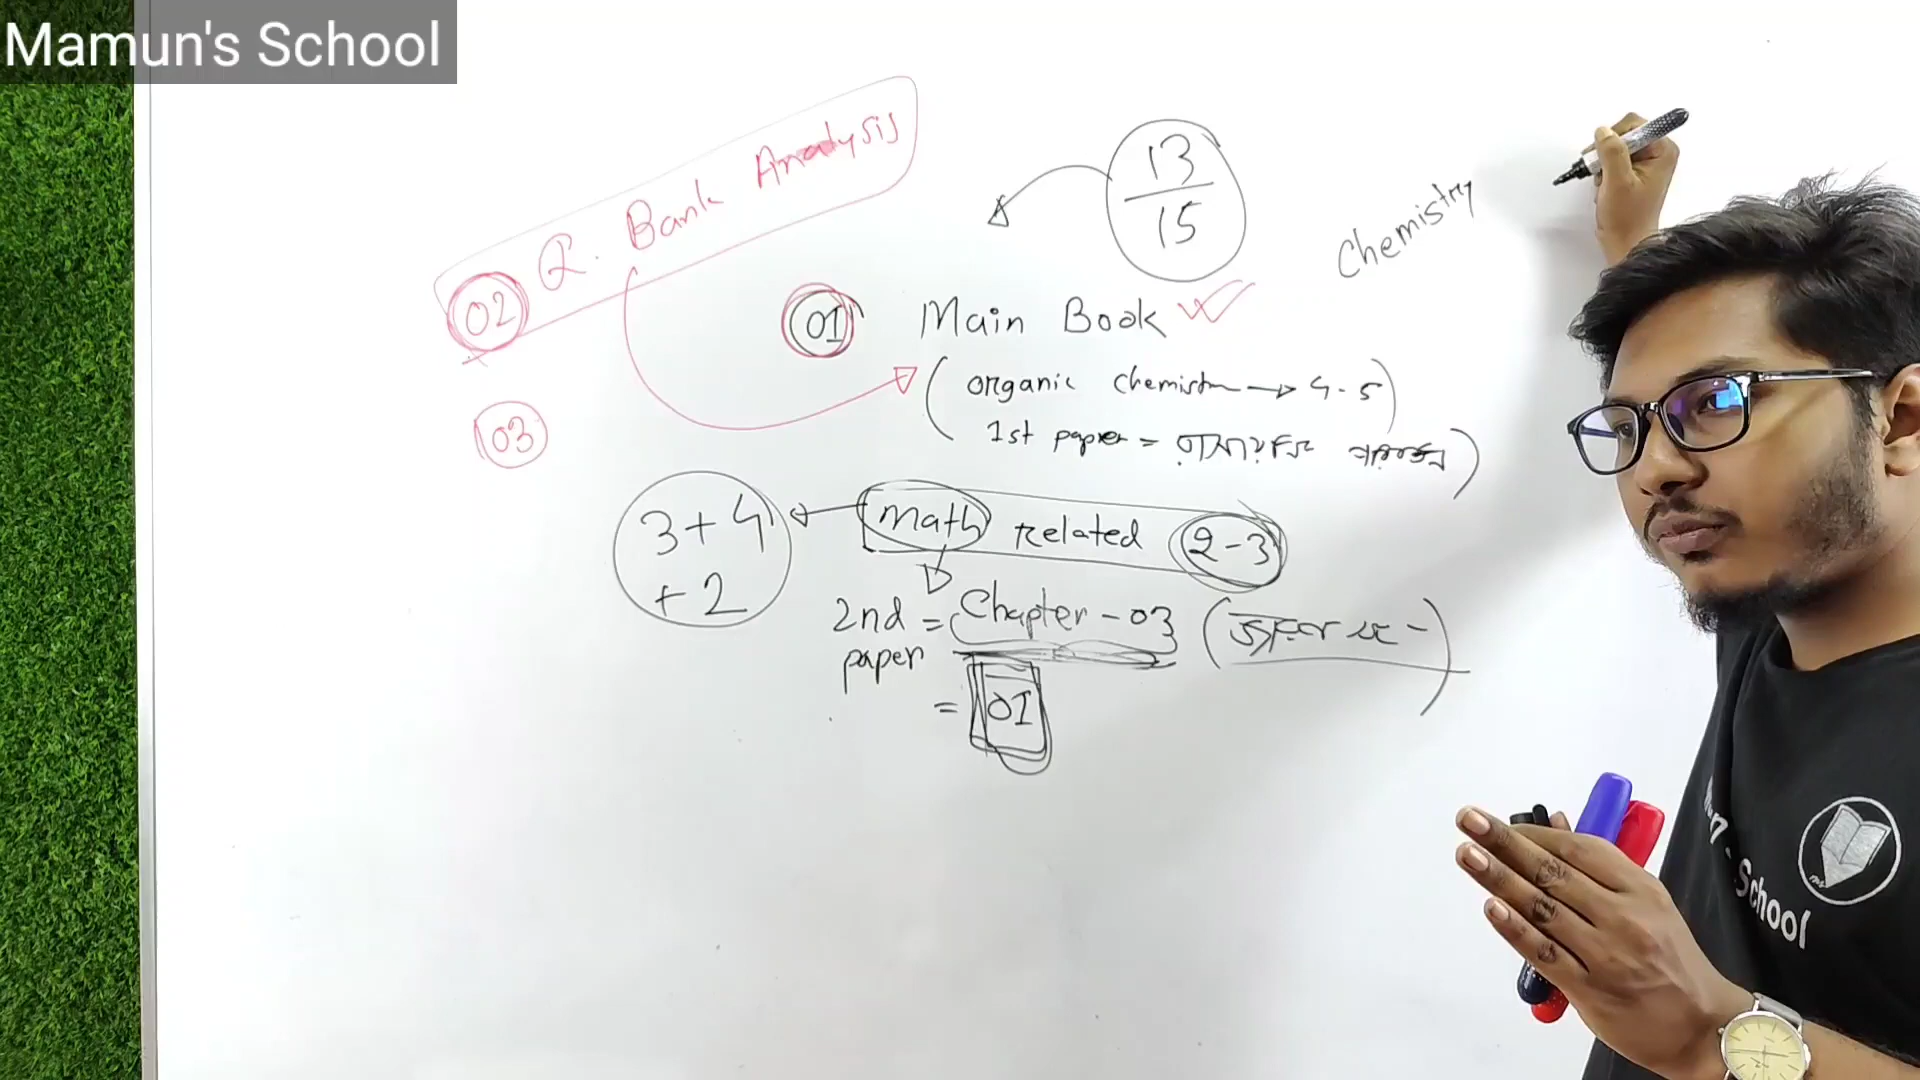 Mamun's School
02 Q. Bank Analysis
13
15
Chemistry
01 Main Book
(organic chemistry → 4-5)
1st paper =
03
3 + 4
+ 2
math related 2-3
2nd paper = Chapter-03
= 01
School